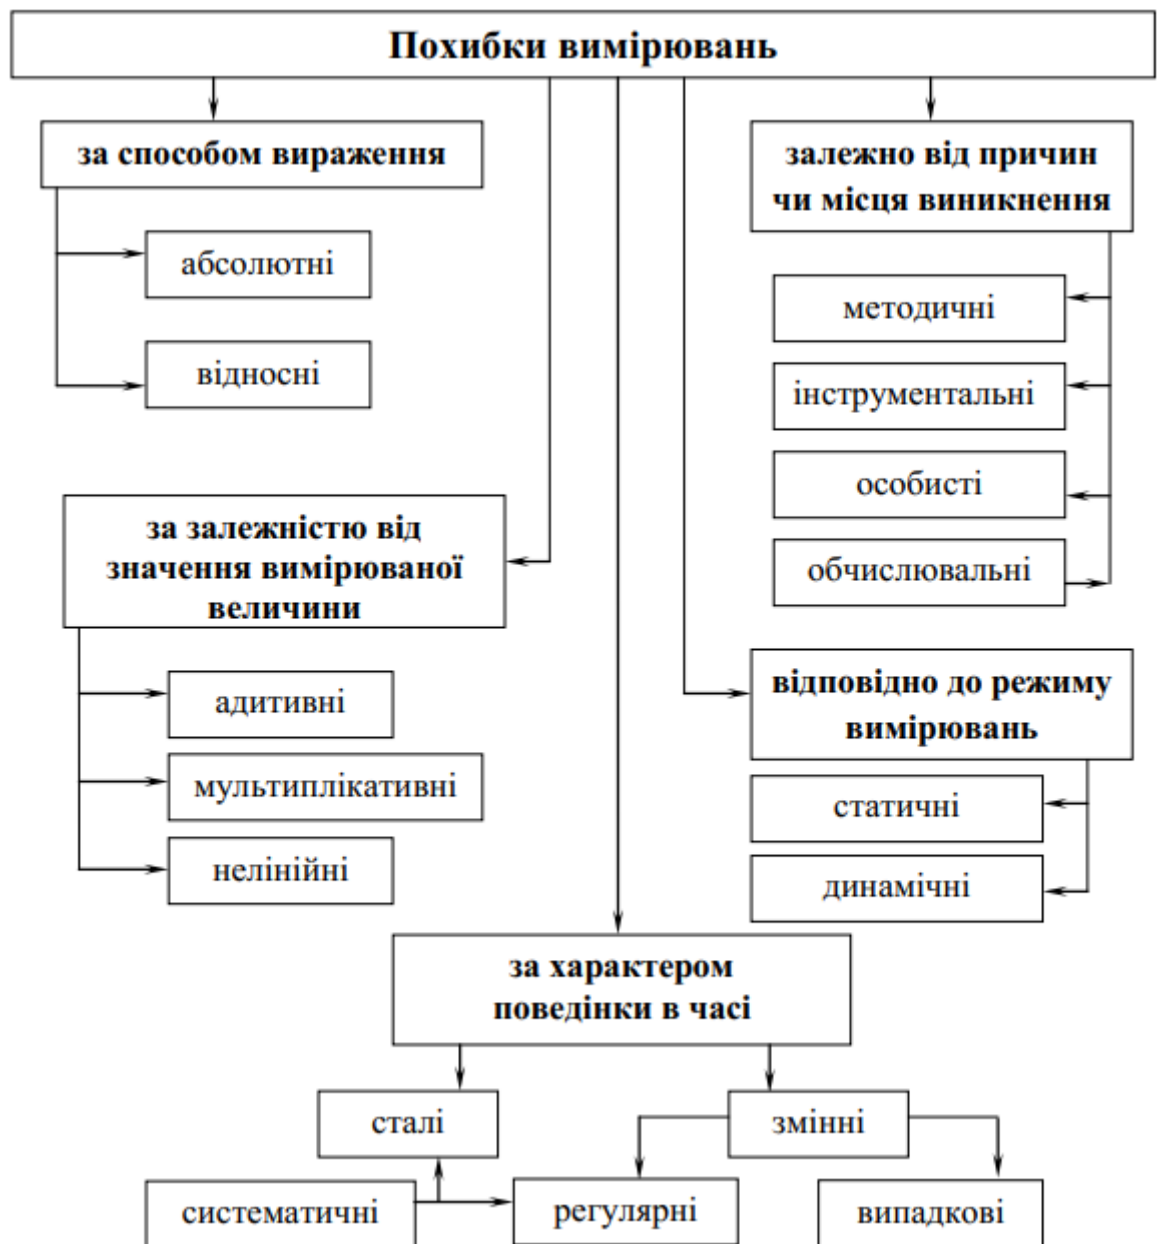 Похибки вимірювань
за способом вираження
абсолютні
відносні
за залежністю від
значення вимірюваної
величини
адитивні
мультиплікативні
нелінійні
залежно від причин
чи місця виникнення
методичні
інструментальні
особисті
обчислювальні
відповідно до режиму
вимірювань
статичні
динамічні
за характером
поведінки в часі
сталі
змінні
систематичні
регулярні
випадкові